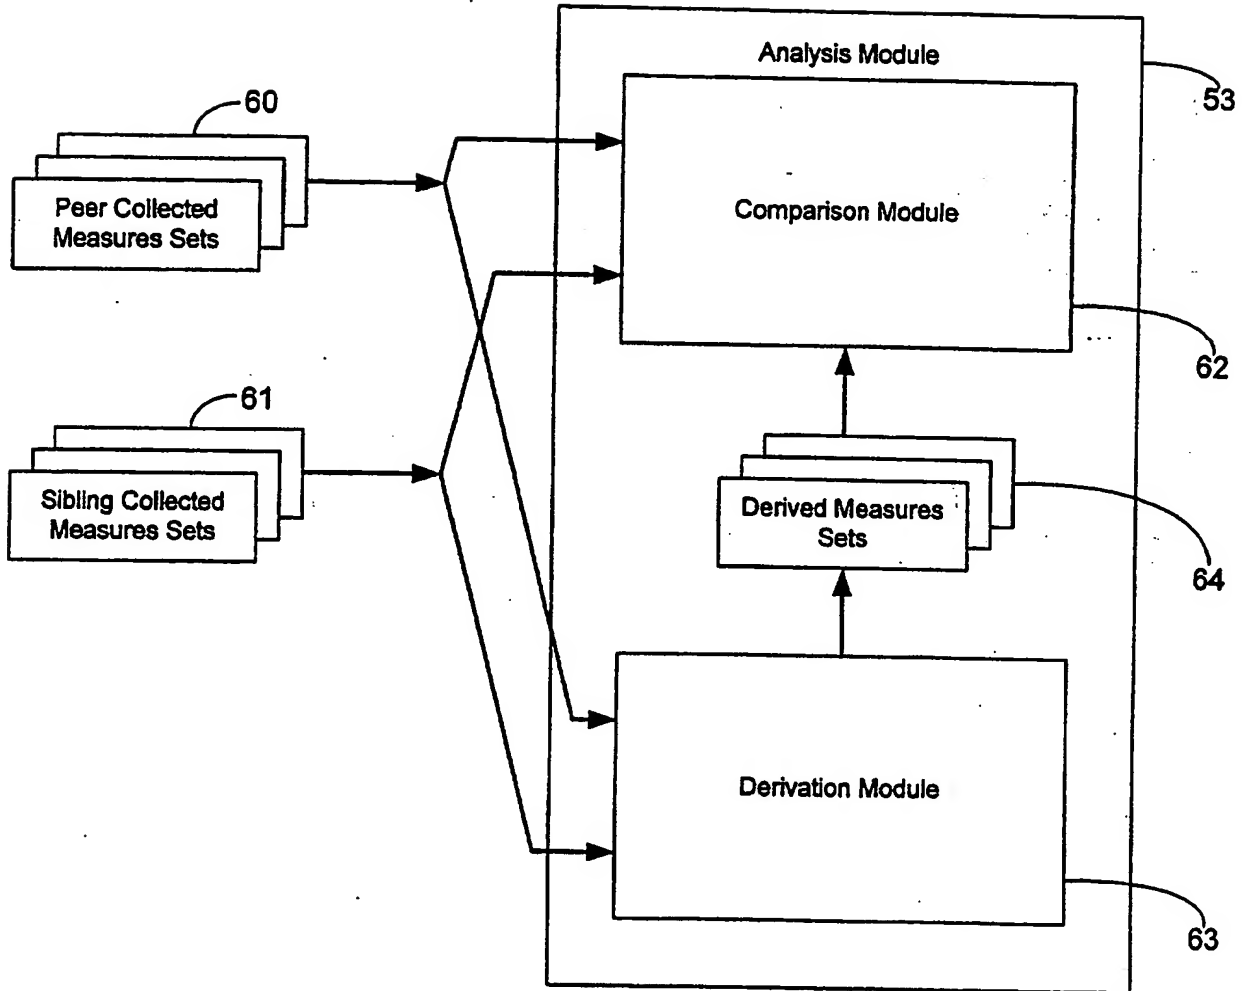 Analysis Module
53
60
Peer Collected
Measures Sets
Comparison Module
62
61
Sibling Collected
Measures Sets
Derived Measures
Sets
64
Derivation Module
63